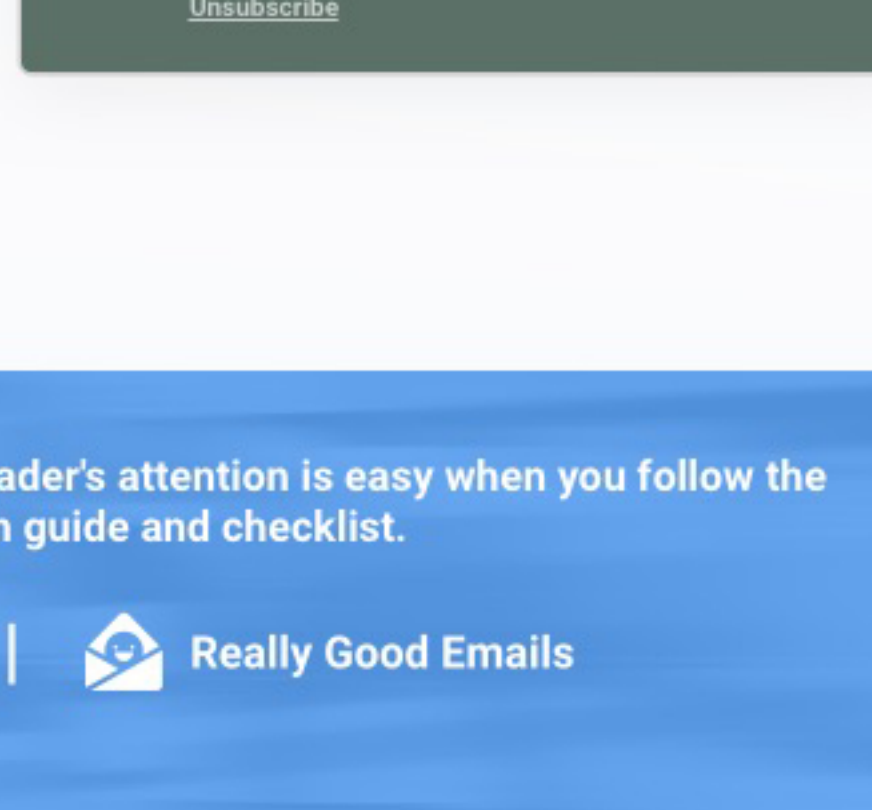 Unsubscribe
ader's attention is easy when you follow the
guide and checklist.
| Really Good Emails